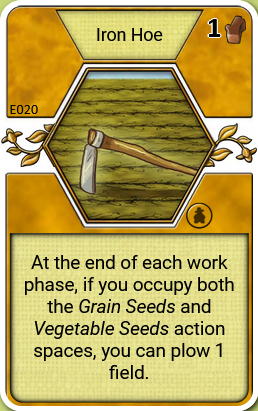 Iron Hoe
1
E020
At the end of each work
phase, if you occupy both
the Grain Seeds and
Vegetable Seeds action
spaces, you can plow 1
field.